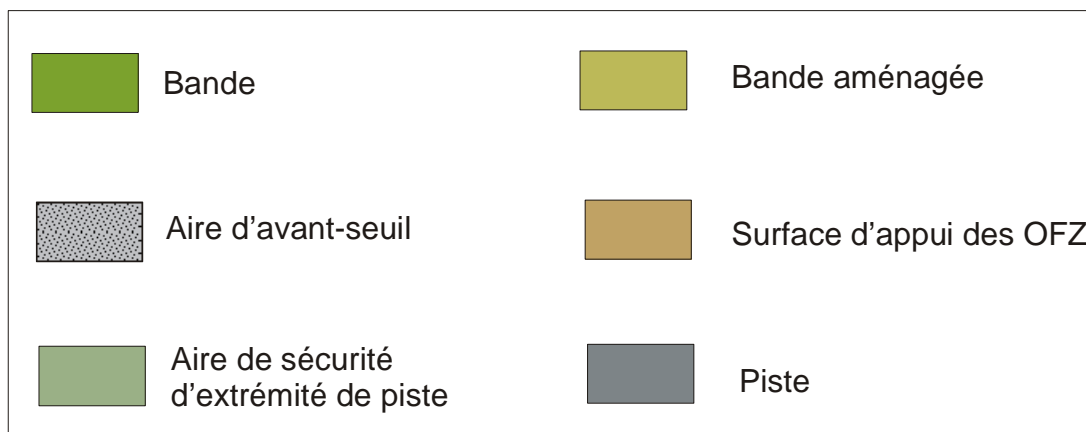 Bande
Bande aménagée
Aire d'avant-seuil
Surface d'appui des OFZ
Aire de sécurité
d'extrémité de piste
Piste